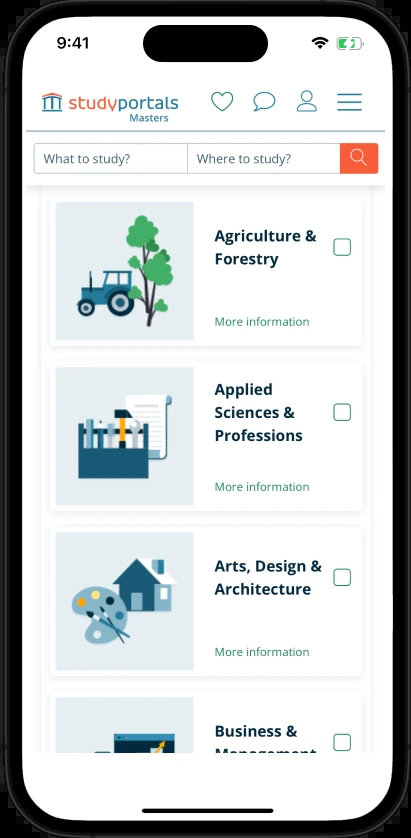 9:41
studyportals
Masters
What to study?
Where to study?
Agriculture &
Forestry
More information
Applied
Sciences &
Professions
More information
Arts, Design &
Architecture
More information
Business &
Management